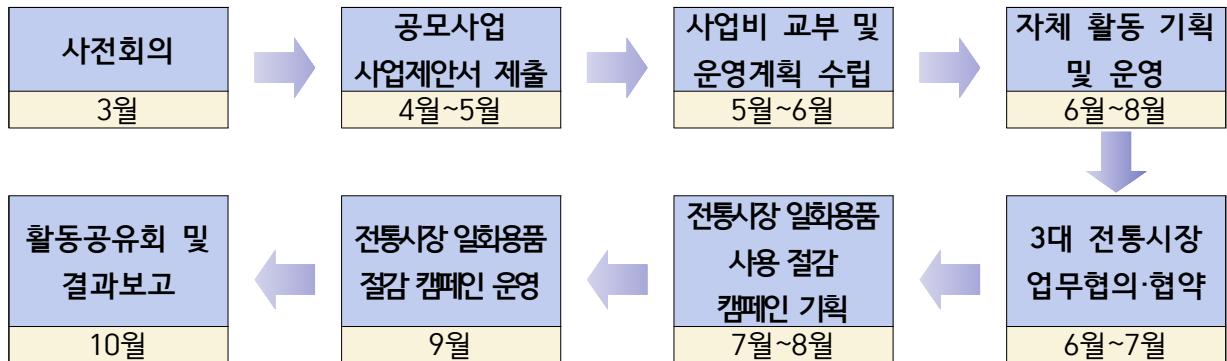 사전회의
3월
공모사업
사업제안서 제출
4월~5월
사업비 교부 및
운영계획 수립
5월~6월
자체 활동 기획
및 운영
6월~8월
3대 전통시장
업무협의·협약
6월~7월
전통시장 일회용품
사용 절감
캠페인 기획
7월~8월
전통시장 일회용품
절감 캠페인 운영
9월
활동공유회 및
결과보고
10월